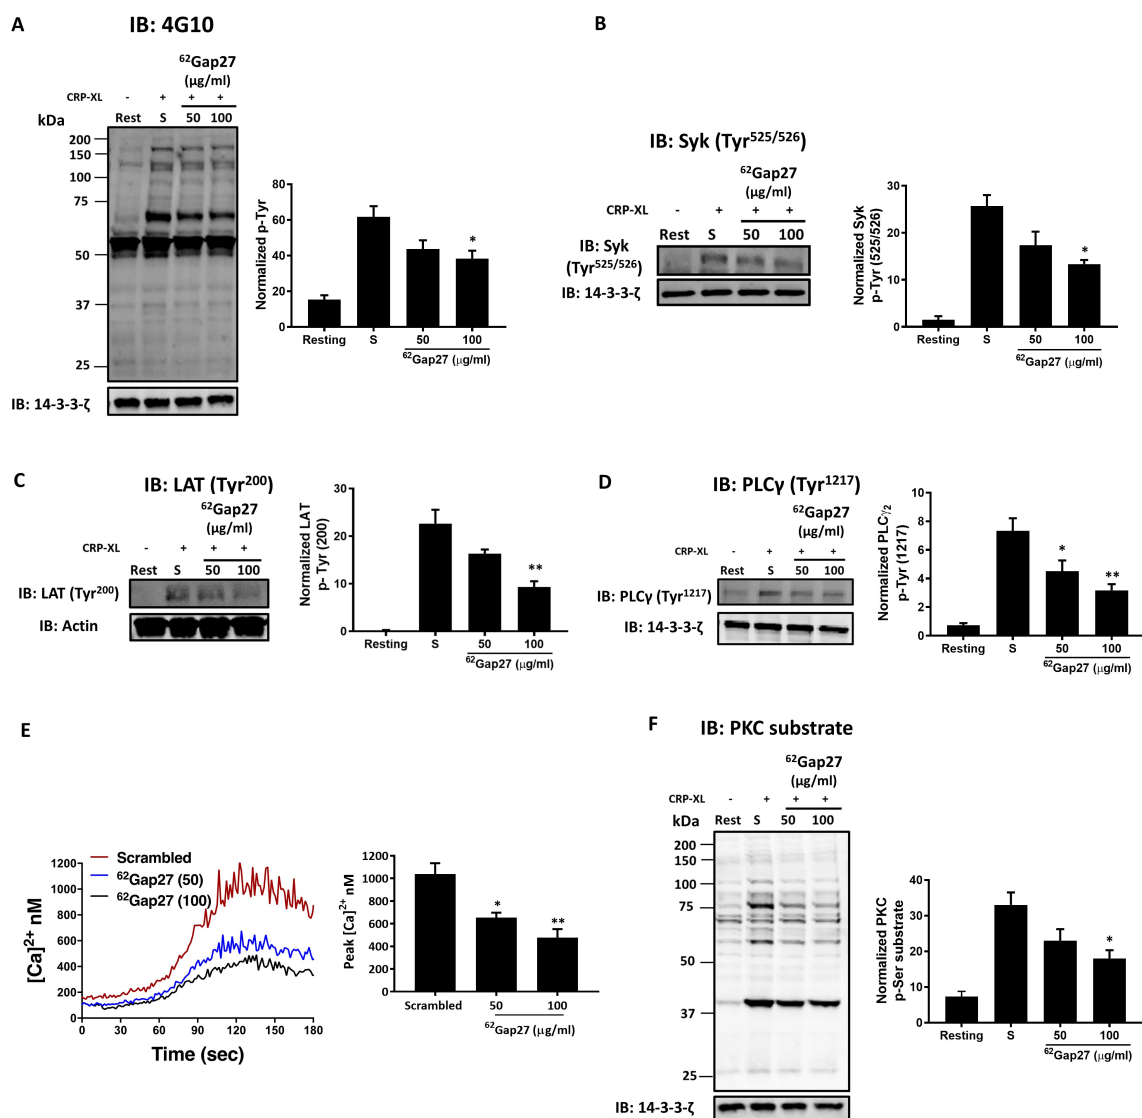 A
IB: 4G10
⁶²Gap27
(µg/ml)
CRP-XL - + + +
kDa Rest S 50 100
200
150
100
75
50
37
25
IB: 14-3-3-ζ
Normalized p-Tyr
80
60
40
20
0
Resting S 50 100
⁶²Gap27 (µg/ml)
*
B
IB: Syk (Tyr⁵²⁵/⁵²⁶)
⁶²Gap27
(µg/ml)
CRP-XL - + + +
Rest S 50 100
IB: Syk
(Tyr⁵²⁵/⁵²⁶)
IB: 14-3-3-ζ
Normalized Syk
p-Tyr (525/526)
30
20
10
0
*
Resting S 50 100
⁶²Gap27 (µg/ml)
C
IB: LAT (Tyr²⁰⁰)
⁶²Gap27
(µg/ml)
CRP-XL - + + +
Rest S 50 100
IB: LAT (Tyr²⁰⁰)
IB: Actin
Normalized LAT
p- Tyr (200)
30
20
10
0
**
Resting S 50 100
⁶²Gap27 (µg/ml)
D
IB: PLCγ (Tyr¹²¹⁷)
⁶²Gap27
(µg/ml)
CRP-XL - + + +
Rest S 50 100
IB: PLCγ (Tyr¹²¹⁷)
IB: 14-3-3-ζ
Normalized PLCγ₂
p-Tyr (1217)
10
8
6
4
2
0
* **
Resting S 50 100
⁶²Gap27 (µg/ml)
E
[Ca]²⁺ nM
1200
1000
800
600
400
200
0
Scrambled
⁶²Gap27 (50)
⁶²Gap27 (100)
0 30 60 90 120 150 180
Time (sec)
Peak [Ca]²⁺ nM
1200
1000
800
600
400
200
0
* **
Scrambled 50 100
⁶²Gap27 (µg/ml)
F
IB: PKC substrate
⁶²Gap27
(µg/ml)
CRP-XL - + + +
kDa Rest S 50 100
200
150
100
75
50
37
25
IB: 14-3-3-ζ
Normalized PKC
p-Ser substrate
40
30
20
10
0
*
Resting S 50 100
⁶²Gap27 (µg/ml)